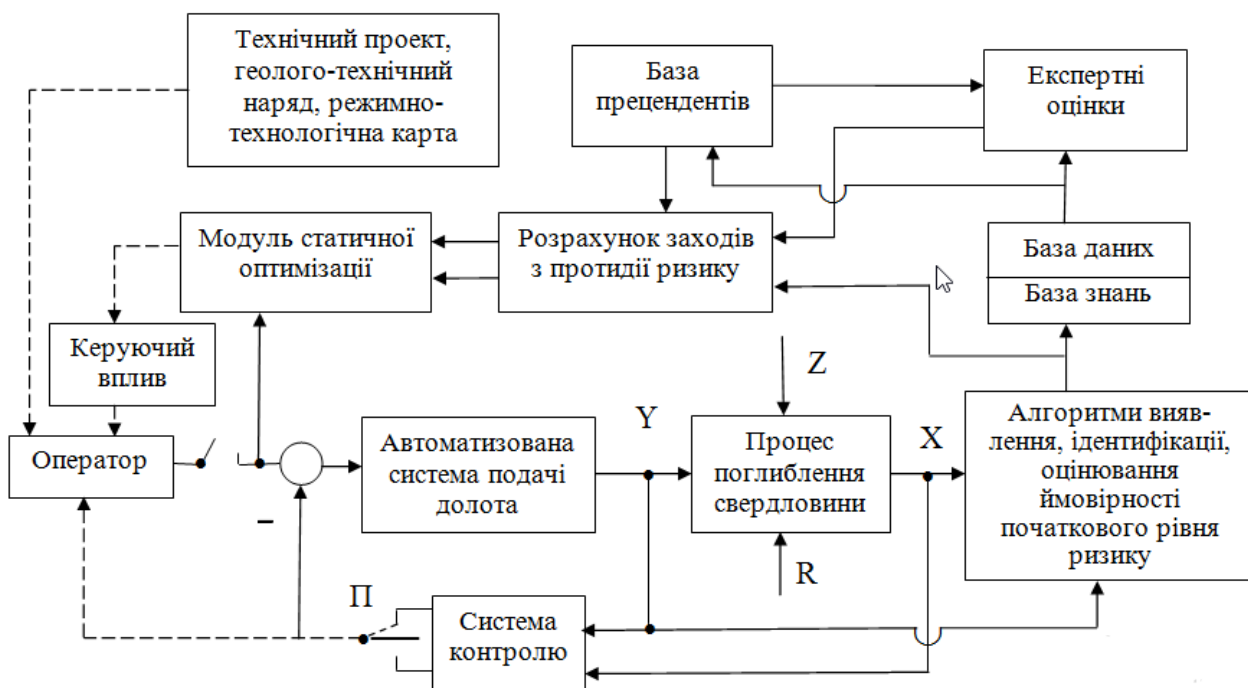 Технічний проект,
геолого-технічний
наряд, режимно-
технологічна карта
База
прецендентів
Експертні
оцінки
Модуль статичної
оптимізації
Розрахунок заходів
з протидії ризику
База даних
База знань
Керуючий
вплив
Z
Оператор
Автоматизована
система подачі
долота
Y
Процес
поглиблення
свердловини
X
Алгоритми вияв-
лення, ідентифікації,
оцінювання
ймовірності
початкового рівня
ризику
–
R
П
Система
контролю